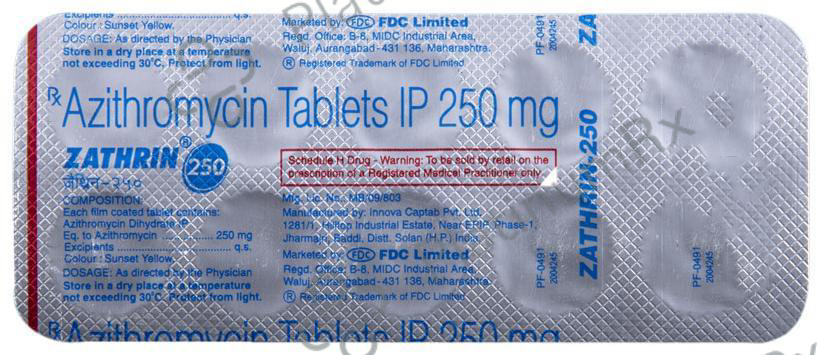 Excipients .......................... q.s.
Colour : Sunset Yellow.
DOSAGE: As directed by the Physician
Store in a dry place at a temperature
not exceeding 30°C. Protect from light.
Marketed by: FDC FDC Limited
Regd. Office: B-8, MIDC Industrial Area,
Waluj, Aurangabad-431 136, Maharashtra.
® Registered Trademark of FDC Limited
PF-0491
2004245
ZA
Rx Azithromycin Tablets IP 250 mg
ZATHRIN® 250
जेथ्रिन-२५०
COMPOSITION:
Each film coated tablet contains:
Azithromycin Dihydrate IP
Eq. to Azithromycin ............... 250 mg
Excipients .......................... q.s.
Colour : Sunset Yellow.
DOSAGE: As directed by the Physician
Store in a dry place at a temperature
not exceeding 30°C. Protect from light.
Schedule H Drug - Warning: To be sold by retail on the
prescription of a Registered Medical Practitioner only.
Mfg. Lic. No.: MB/09/803
Manufactured by: Innova Captab Pvt. Ltd.
1281/1, Hilltop Industrial Estate, Near EPIP Phase-1,
Jharmajri, Baddi, Distt. Solan (H.P.) India.
Marketed by: FDC FDC Limited
Regd. Office: B-8, MIDC Industrial Area,
Waluj, Aurangabad-431 136, Maharashtra.
® Registered Trademark of FDC Limited
ZATHRIN-250
PF-0491
2004245
PF-0491
2004245
Rx Azithromycin Tablets IP 250 mg